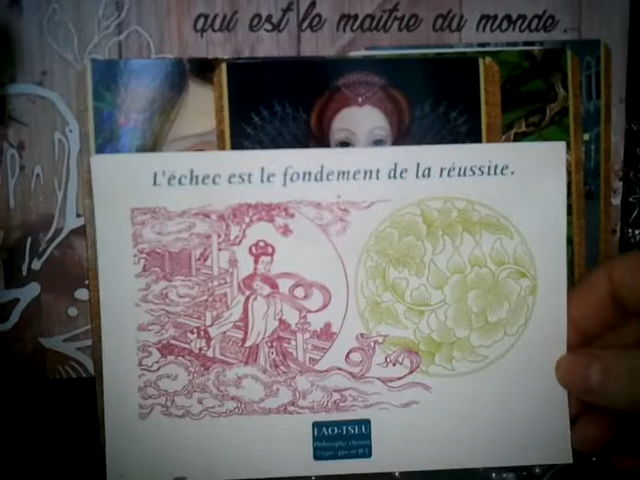 qui est le maître du monde
L'échec est le fondement de la réussite.
LAO-TSEU
Philosophe chinois